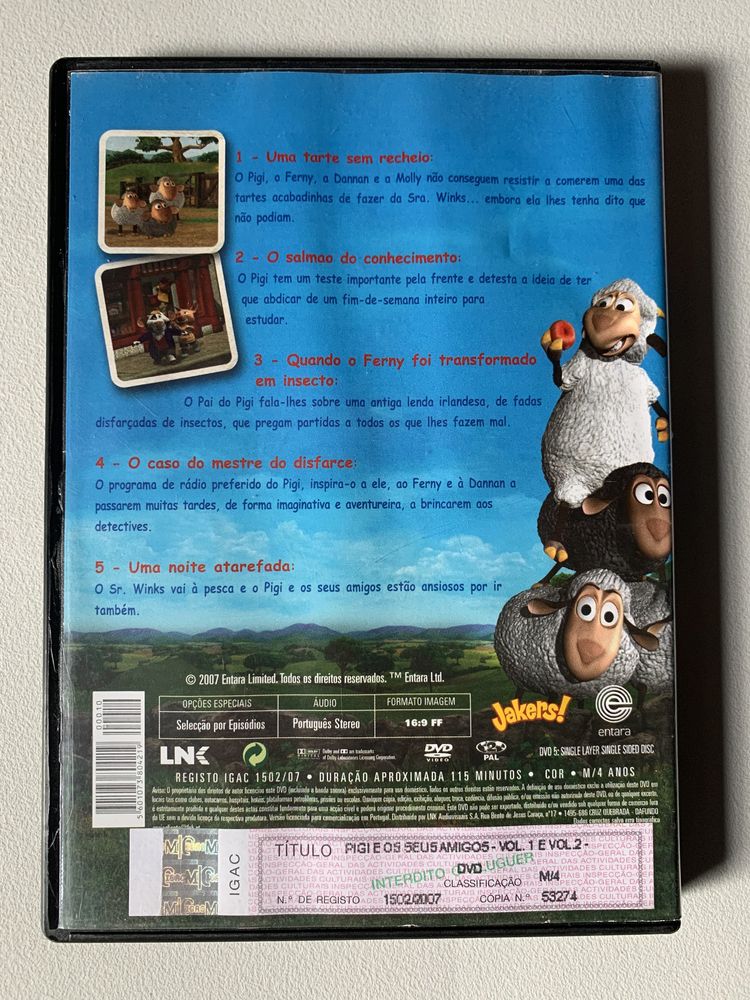 1 - Uma tarte sem recheio:
O Pigi, o Ferny, a Dannan e a Molly não conseguem resistir a comerem uma das
tartes acabadinhas de fazer da Sra. Winks... embora ela lhes tenha dito que
não podiam.
2 - O salmao do conhecimento:
O Pigi tem um teste importante pela frente e detesta a ideia de ter
que abdicar de um fim-de-semana inteiro para
estudar.
3 - Quando o Ferny foi transformado
em insecto:
O Pai do Pigi fala-lhes sobre uma antiga lenda irlandesa, de fadas
disfarçadas de insectos, que pregam partidas a todos os que lhes fazem mal.
4 - O caso do mestre do disfarce:
O programa de rádio preferido do Pigi, inspira-o a ele, ao Ferny e à Dannan a
passarem muitas tardes, de forma imaginativa e aventureira, a brincarem aos
detectives.
5 - Uma noite atarefada:
O Sr. Winks vai à pesca e o Pigi e os seus amigos estão ansiosos por ir
também.
© 2007 Entara Limited. Todos os direitos reservados. ™ Entara Ltd.
OPÇÕES ESPECIAIS ÁUDIO FORMATO IMAGEM
Selecção por Episódios Português Stereo 16:9 FF
Jakers!
entara
00010
5601073804219
LNK
DVD VIDEO
2 PAL
DVD 5: SINGLE LAYER SINGLE SIDED DISC
REGISTO IGAC 1502/07 • DURAÇÃO APROXIMADA 115 MINUTOS • COR • M/4 ANOS
IGAC
TÍTULO PIGI E OS SEUS AMIGOS - VOL. 1 E VOL.2 -
DVD
INTERDITO O ALUGUER
CLASSIFICAÇÃO M/4
N.º DE REGISTO 1502/2007 CÓPIA N.º 53274